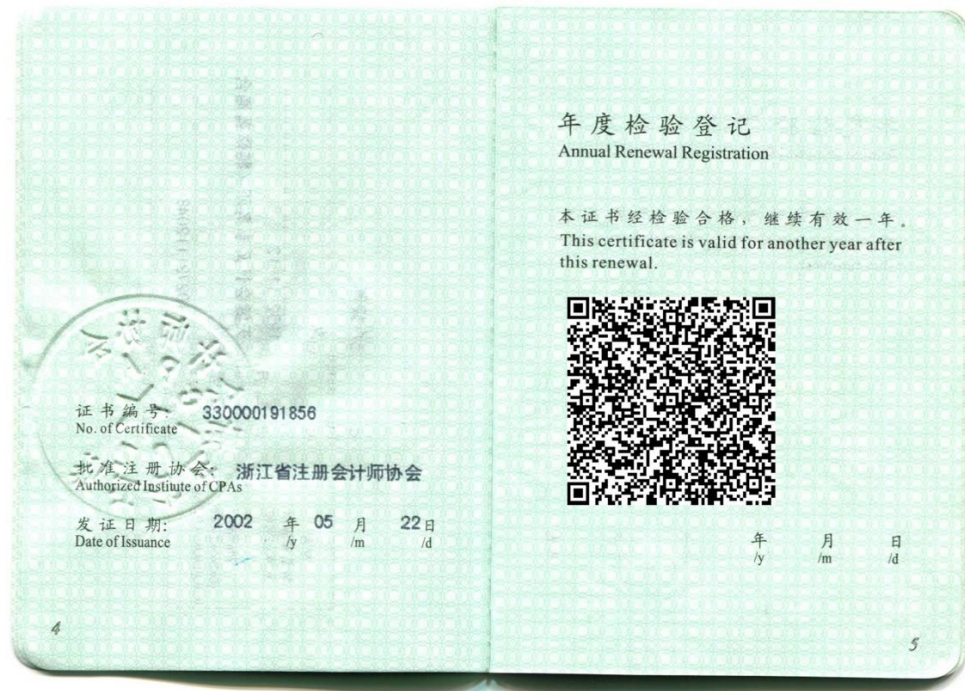 证书编号: 330000191856
No. of Certificate
批准注册协会: 浙江省注册会计师协会
Authorized Institute of CPAs
发证日期: 2002 年 05 月 22日
Date of Issuance /y /m /d
4
年度检验登记
Annual Renewal Registration
本证书经检验合格，继续有效一年。
This certificate is valid for another year after
this renewal.
年 月 日
/y /m /d
5